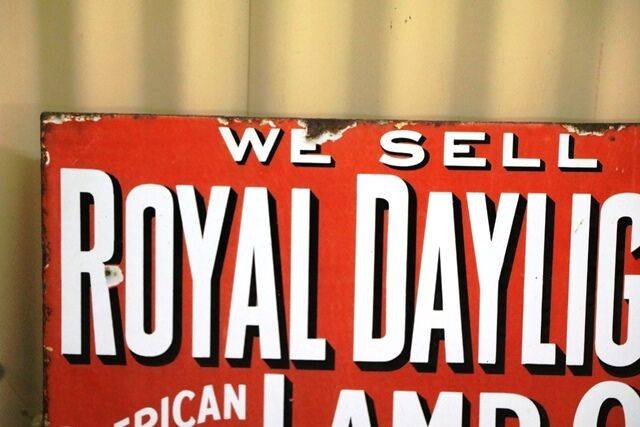 WE SELL
ROYAL DAYLIG
ERICAN LAMP O